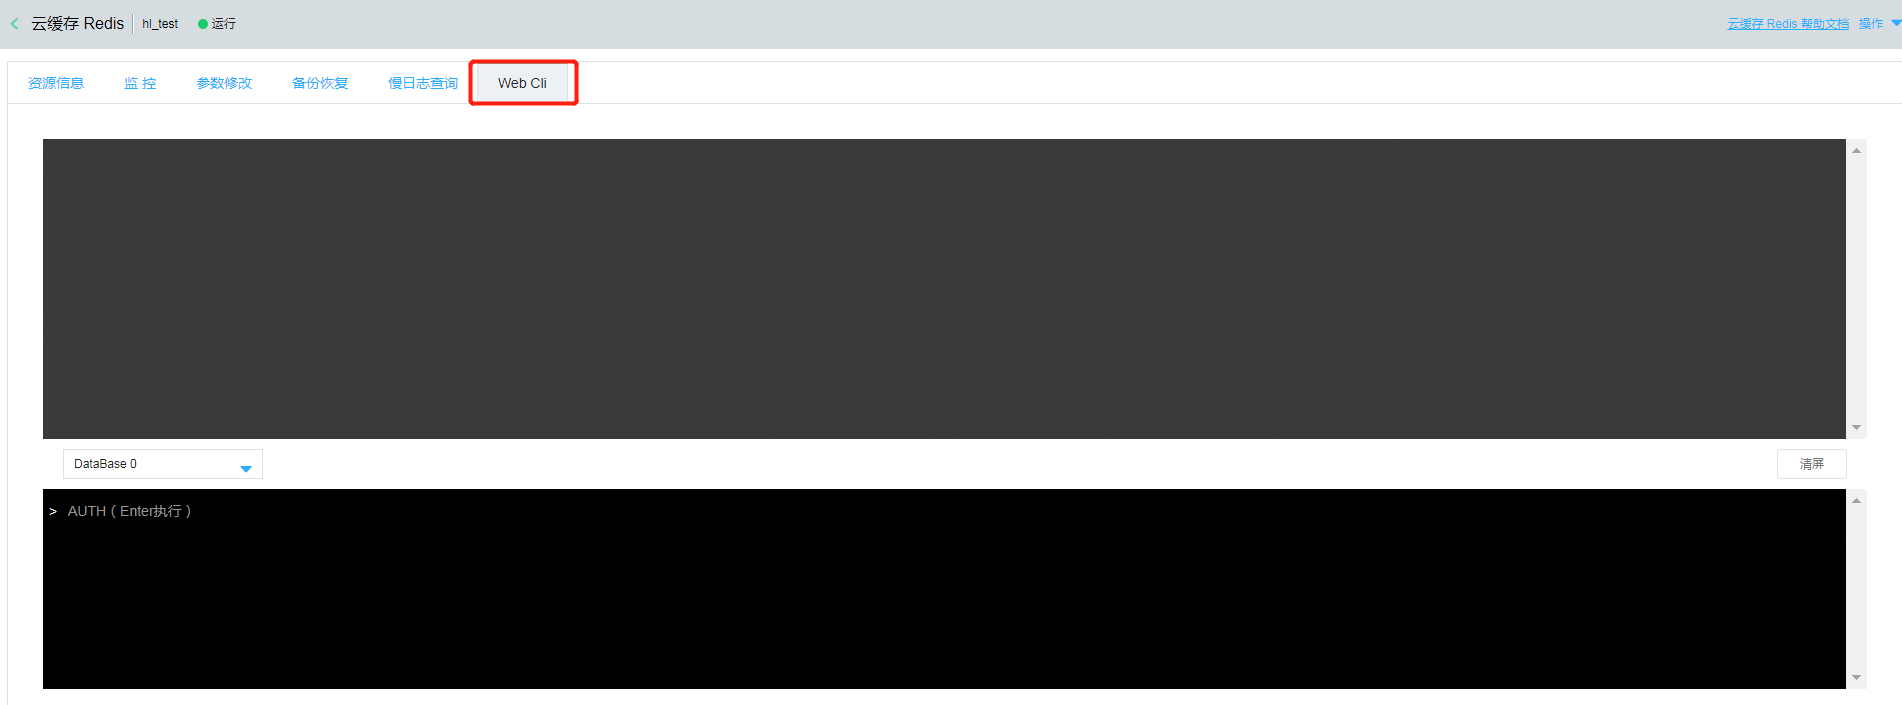 云缓存 Redis hl_test 运行 云缓存 Redis 帮助文档 操作
资源信息 监 控 参数修改 备份恢复 慢日志查询 Web Cli
DataBase 0 清屏
> AUTH ( Enter执行 )